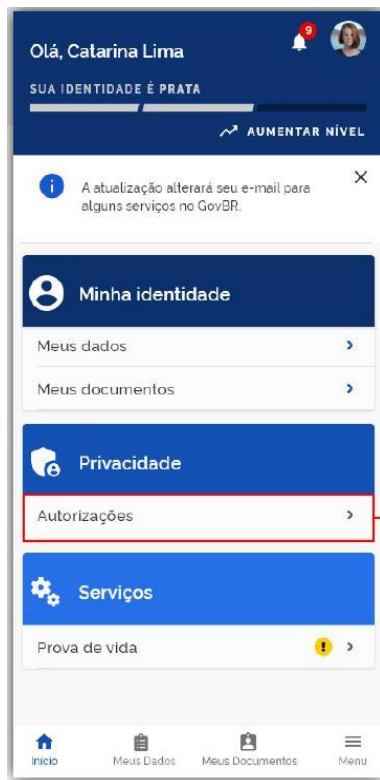 9
Olá, Catarina Lima
SUA IDENTIDADE É PRATA
AUMENTAR NÍVEL
A atualização alterará seu e-mail para
alguns serviços no GovBR.
Minha identidade
Meus dados
Meus documentos
Privacidade
Autorizações
Serviços
Prova de vida
Início Meus Dados Meus Documentos Menu